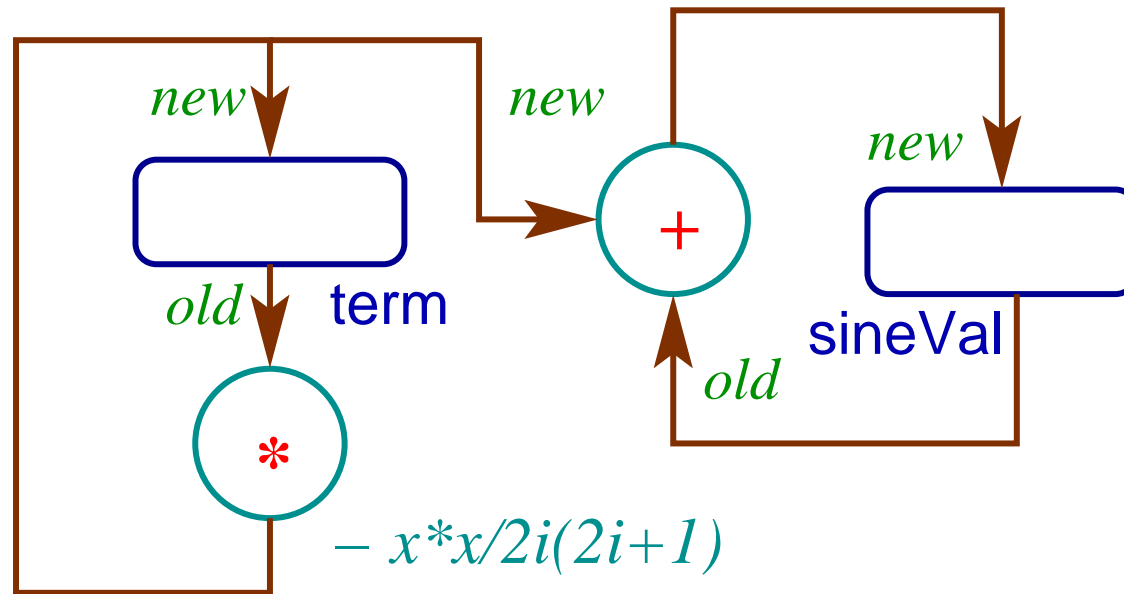 new
new
new
+
old
term
sineVal
old
*
– x*x/2i(2i+1)